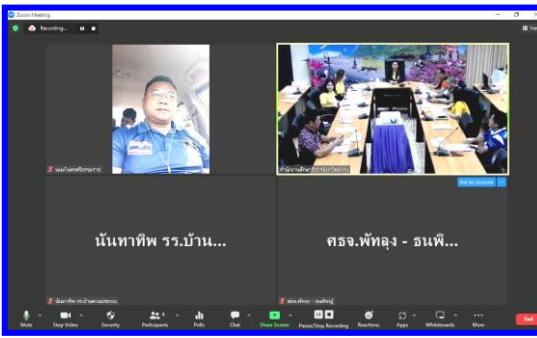 Zoom Meeting
Recording...
View
Ask to Unmute
นันทาทิพ รร.บ้าน...
ศธจ.พัทลุง - ธนพิ...
Mute
Stop Video
Security
Participants
Polls
Chat
Share Screen
Pause/Stop Recording
Reactions
Apps
Whiteboards
More
End